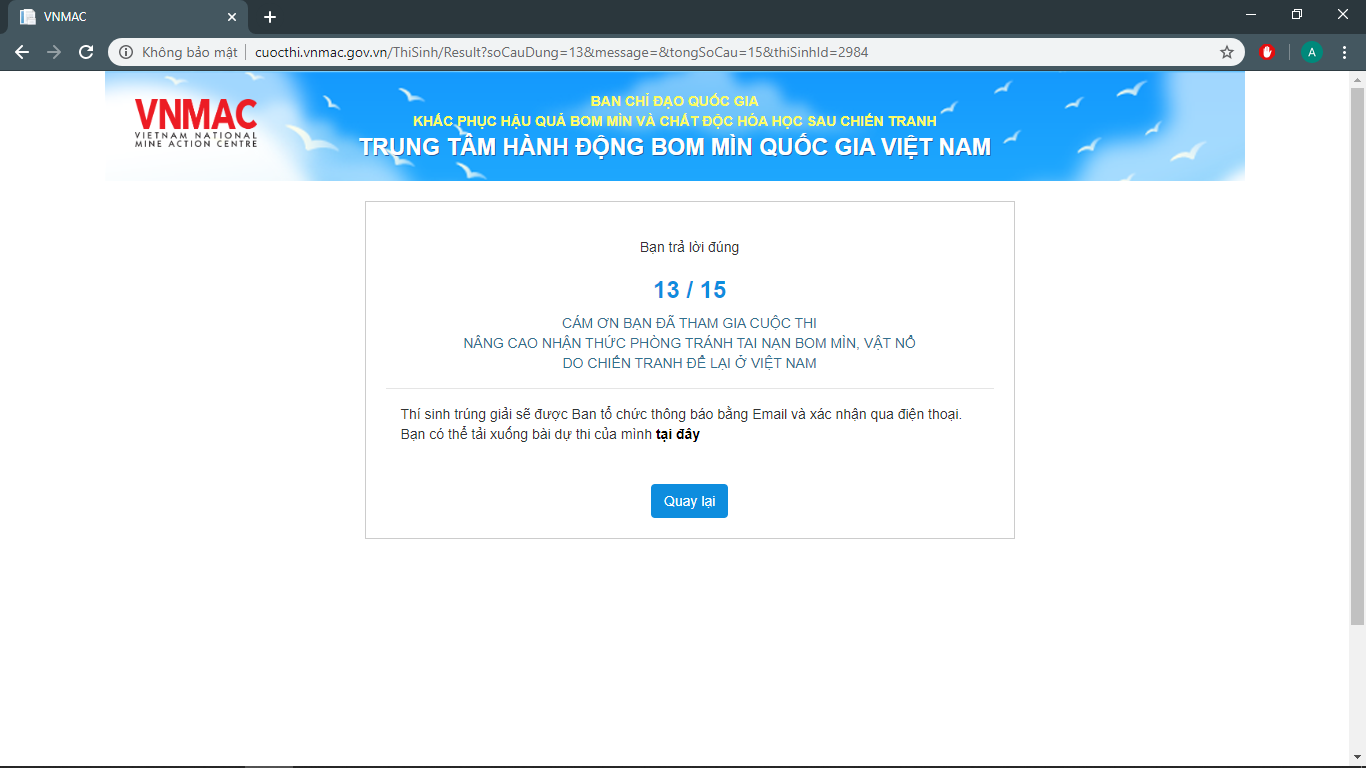 VNMAC
Không bảo mật
cuocthi.vnmac.gov.vn/ThiSinh/Result?soCauDung=13&message=&tongSoCau=15&thiSinhId=2984
A
VNMAC
VIETNAM NATIONAL
MINE ACTION CENTRE
BAN CHỈ ĐẠO QUỐC GIA
KHẮC PHỤC HẬU QUẢ BOM MÌN VÀ CHẤT ĐỘC HÓA HỌC SAU CHIẾN TRANH
TRUNG TÂM HÀNH ĐỘNG BOM MÌN QUỐC GIA VIỆT NAM
Bạn trả lời đúng
13 / 15
CÁM ƠN BẠN ĐÃ THAM GIA CUỘC THI
NÂNG CAO NHẬN THỨC PHÒNG TRÁNH TAI NẠN BOM MÌN, VẬT NỔ
DO CHIẾN TRANH ĐỂ LẠI Ở VIỆT NAM
Thí sinh trúng giải sẽ được Ban tổ chức thông báo bằng Email và xác nhận qua điện thoại.
Bạn có thể tải xuống bài dự thi của mình tại đây
Quay lại